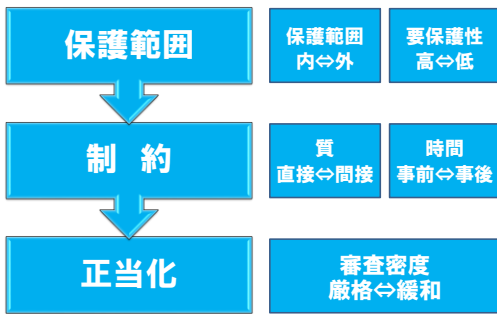 保護範囲
保護範囲
内⇔外
要保護性
高⇔低
制 約
質
直接⇔間接
時間
事前⇔事後
正当化
審査密度
厳格⇔緩和